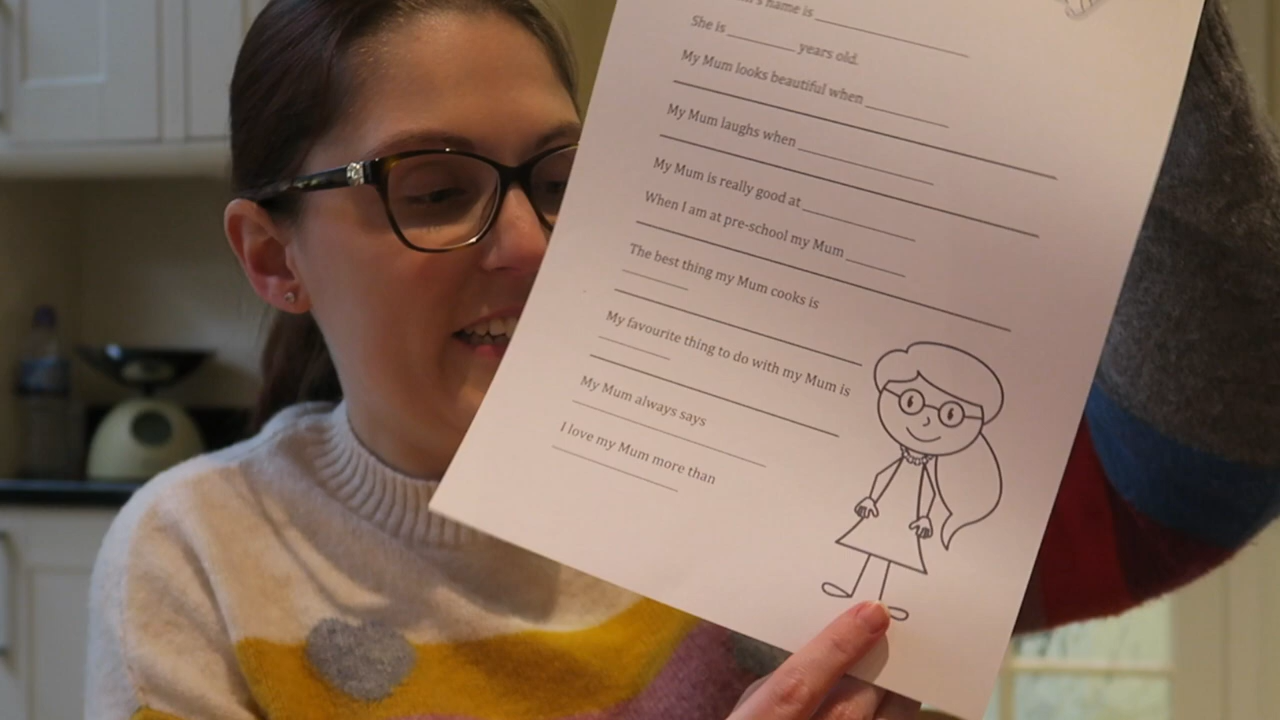 name is
She is years old.
My Mum looks beautiful when
My Mum laughs when
My Mum is really good at
When I am at pre-school my Mum
The best thing my Mum cooks is
My favourite thing to do with my Mum is
My Mum always says
I love my Mum more than